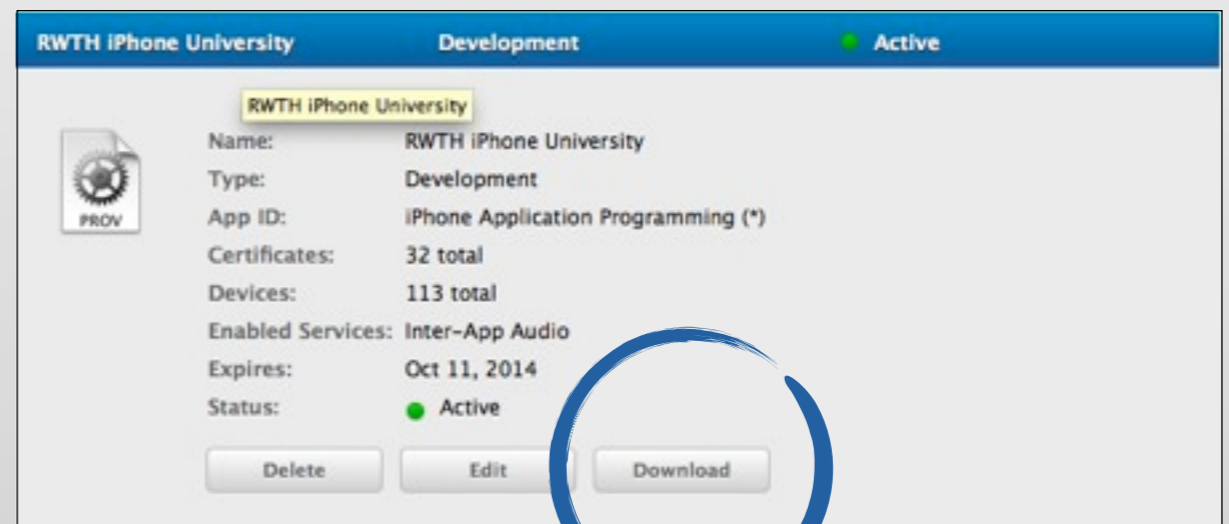 RWTH iPhone University Development Active
RWTH iPhone University
Name: RWTH iPhone University
Type: Development
PROV
App ID: iPhone Application Programming (*)
Certificates: 32 total
Devices: 113 total
Enabled Services: Inter-App Audio
Expires: Oct 11, 2014
Status: Active
Delete Edit Download